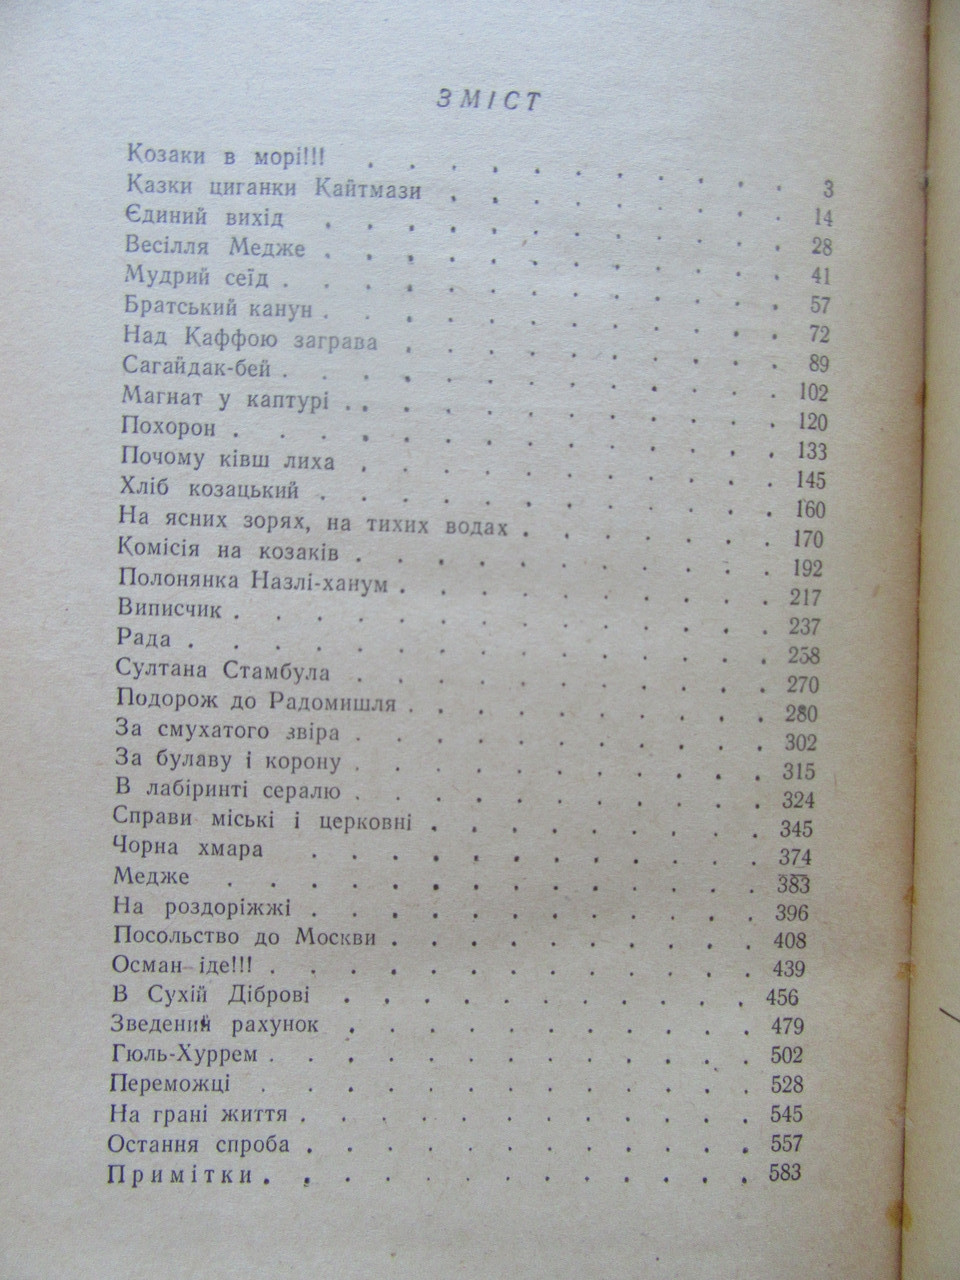 ЗМІСТ
Козаки в морі!!! . . . . . . . . . . . 3
Казки циганки Кайтмази . . . . . . . . . 14
Єдиний вихід . . . . . . . . . . . . 28
Весілля Медже . . . . . . . . . . . . 41
Мудрий сеїд . . . . . . . . . . . . . 57
Братський канун . . . . . . . . . . . . 72
Над Каффою заграва . . . . . . . . . . 89
Сагайдак-бей . . . . . . . . . . . . . 102
Магнат у каптурі . . . . . . . . . . . . 120
Похорон . . . . . . . . . . . . . . 133
Почому ківш лиха . . . . . . . . . . . 145
Хліб козацький . . . . . . . . . . . . 160
На ясних зорях, на тихих водах . . . . . . . 170
Комісія на козаків . . . . . . . . . . . 192
Полонянка Назлі-ханум . . . . . . . . . . 217
Виписчик . . . . . . . . . . . . . . 237
Рада . . . . . . . . . . . . . . . 258
Султана Стамбула . . . . . . . . . . . 270
Подорож до Радомишля . . . . . . . . . . 280
За смухатого звіра . . . . . . . . . . . 302
За булаву і корону . . . . . . . . . . . 315
В лабіринті сералю . . . . . . . . . . . 324
Справи міські і церковні . . . . . . . . . 345
Чорна хмара . . . . . . . . . . . . 374
Медже . . . . . . . . . . . . . . 383
На роздоріжжі . . . . . . . . . . . . 396
Посольство до Москви . . . . . . . . . . 408
Осман іде!!! . . . . . . . . . . . . . 439
В Сухій Діброві . . . . . . . . . . . 456
Зведений рахунок . . . . . . . . . . . 479
Гюль-Хуррем . . . . . . . . . . . . . 502
Переможці . . . . . . . . . . . . . 528
На грані життя . . . . . . . . . . . . 545
Остання спроба . . . . . . . . . . . . 557
Примітки . . . . . . . . . . . . . 583